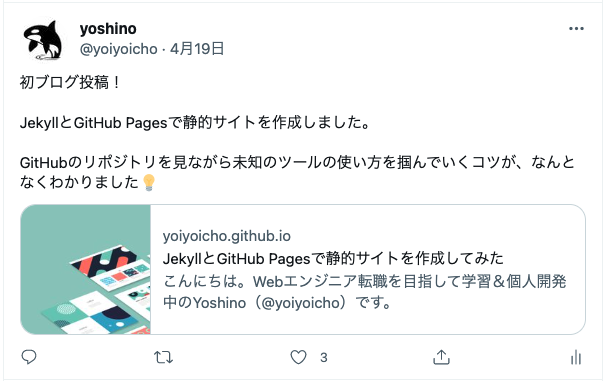 yoshino
@yoiyoicho · 4月19日
初ブログ投稿！
JekyllとGitHub Pagesで静的サイトを作成しました。
GitHubのリポジトリを見ながら未知のツールの使い方を掴んでいくコツが、なんと
なくわかりました💡
yoiyoicho.github.io
JekyllとGitHub Pagesで静的サイトを作成してみた
こんにちは。Webエンジニア転職を目指して学習＆個人開発
中のYoshino（@yoiyoicho）です。
3